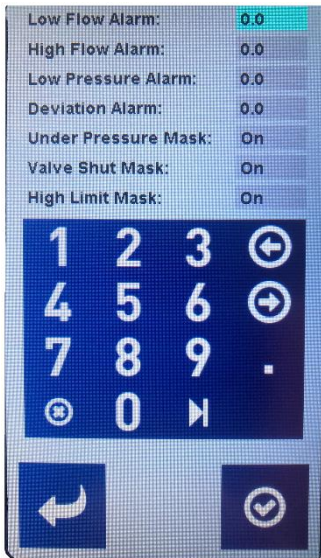 Low Flow Alarm: 0.0
High Flow Alarm: 0.0
Low Pressure Alarm: 0.0
Deviation Alarm: 0.0
Under Pressure Mask: On
Valve Shut Mask: On
High Limit Mask: On
1 2 3
4 5 6
7 8 9 .
0